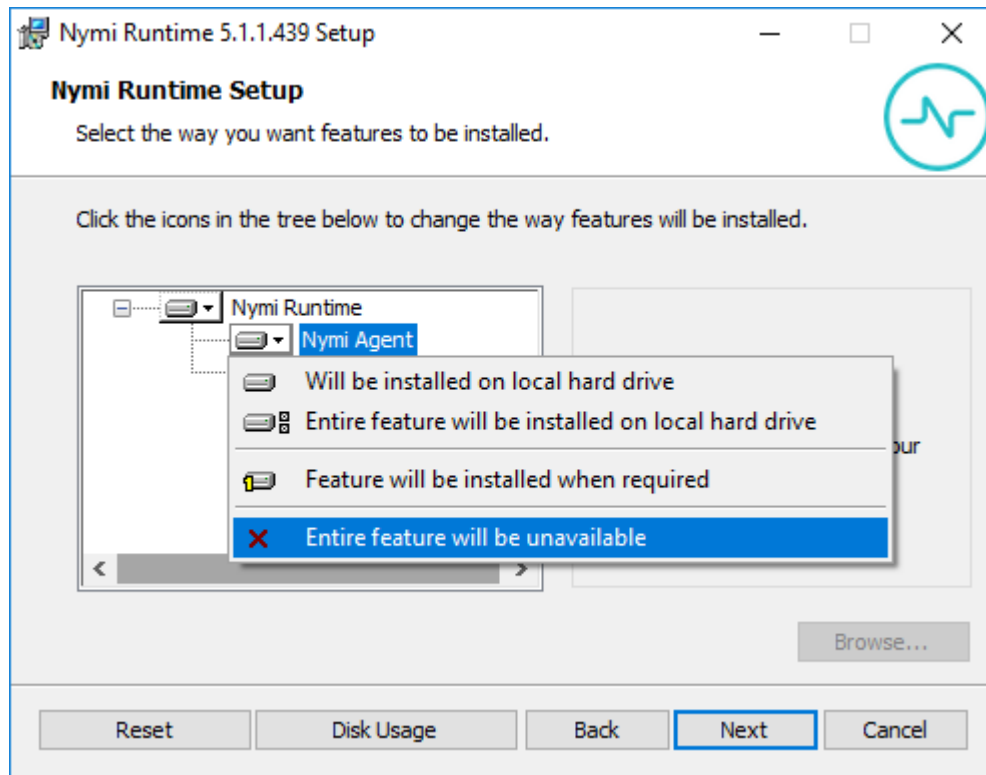 Nymi Runtime 5.1.1.439 Setup
Nymi Runtime Setup
Select the way you want features to be installed.
Click the icons in the tree below to change the way features will be installed.
Nymi Runtime
Nymi Agent
Will be installed on local hard drive
Entire feature will be installed on local hard drive
Feature will be installed when required
Entire feature will be unavailable
Browse...
Reset
Disk Usage
Back
Next
Cancel